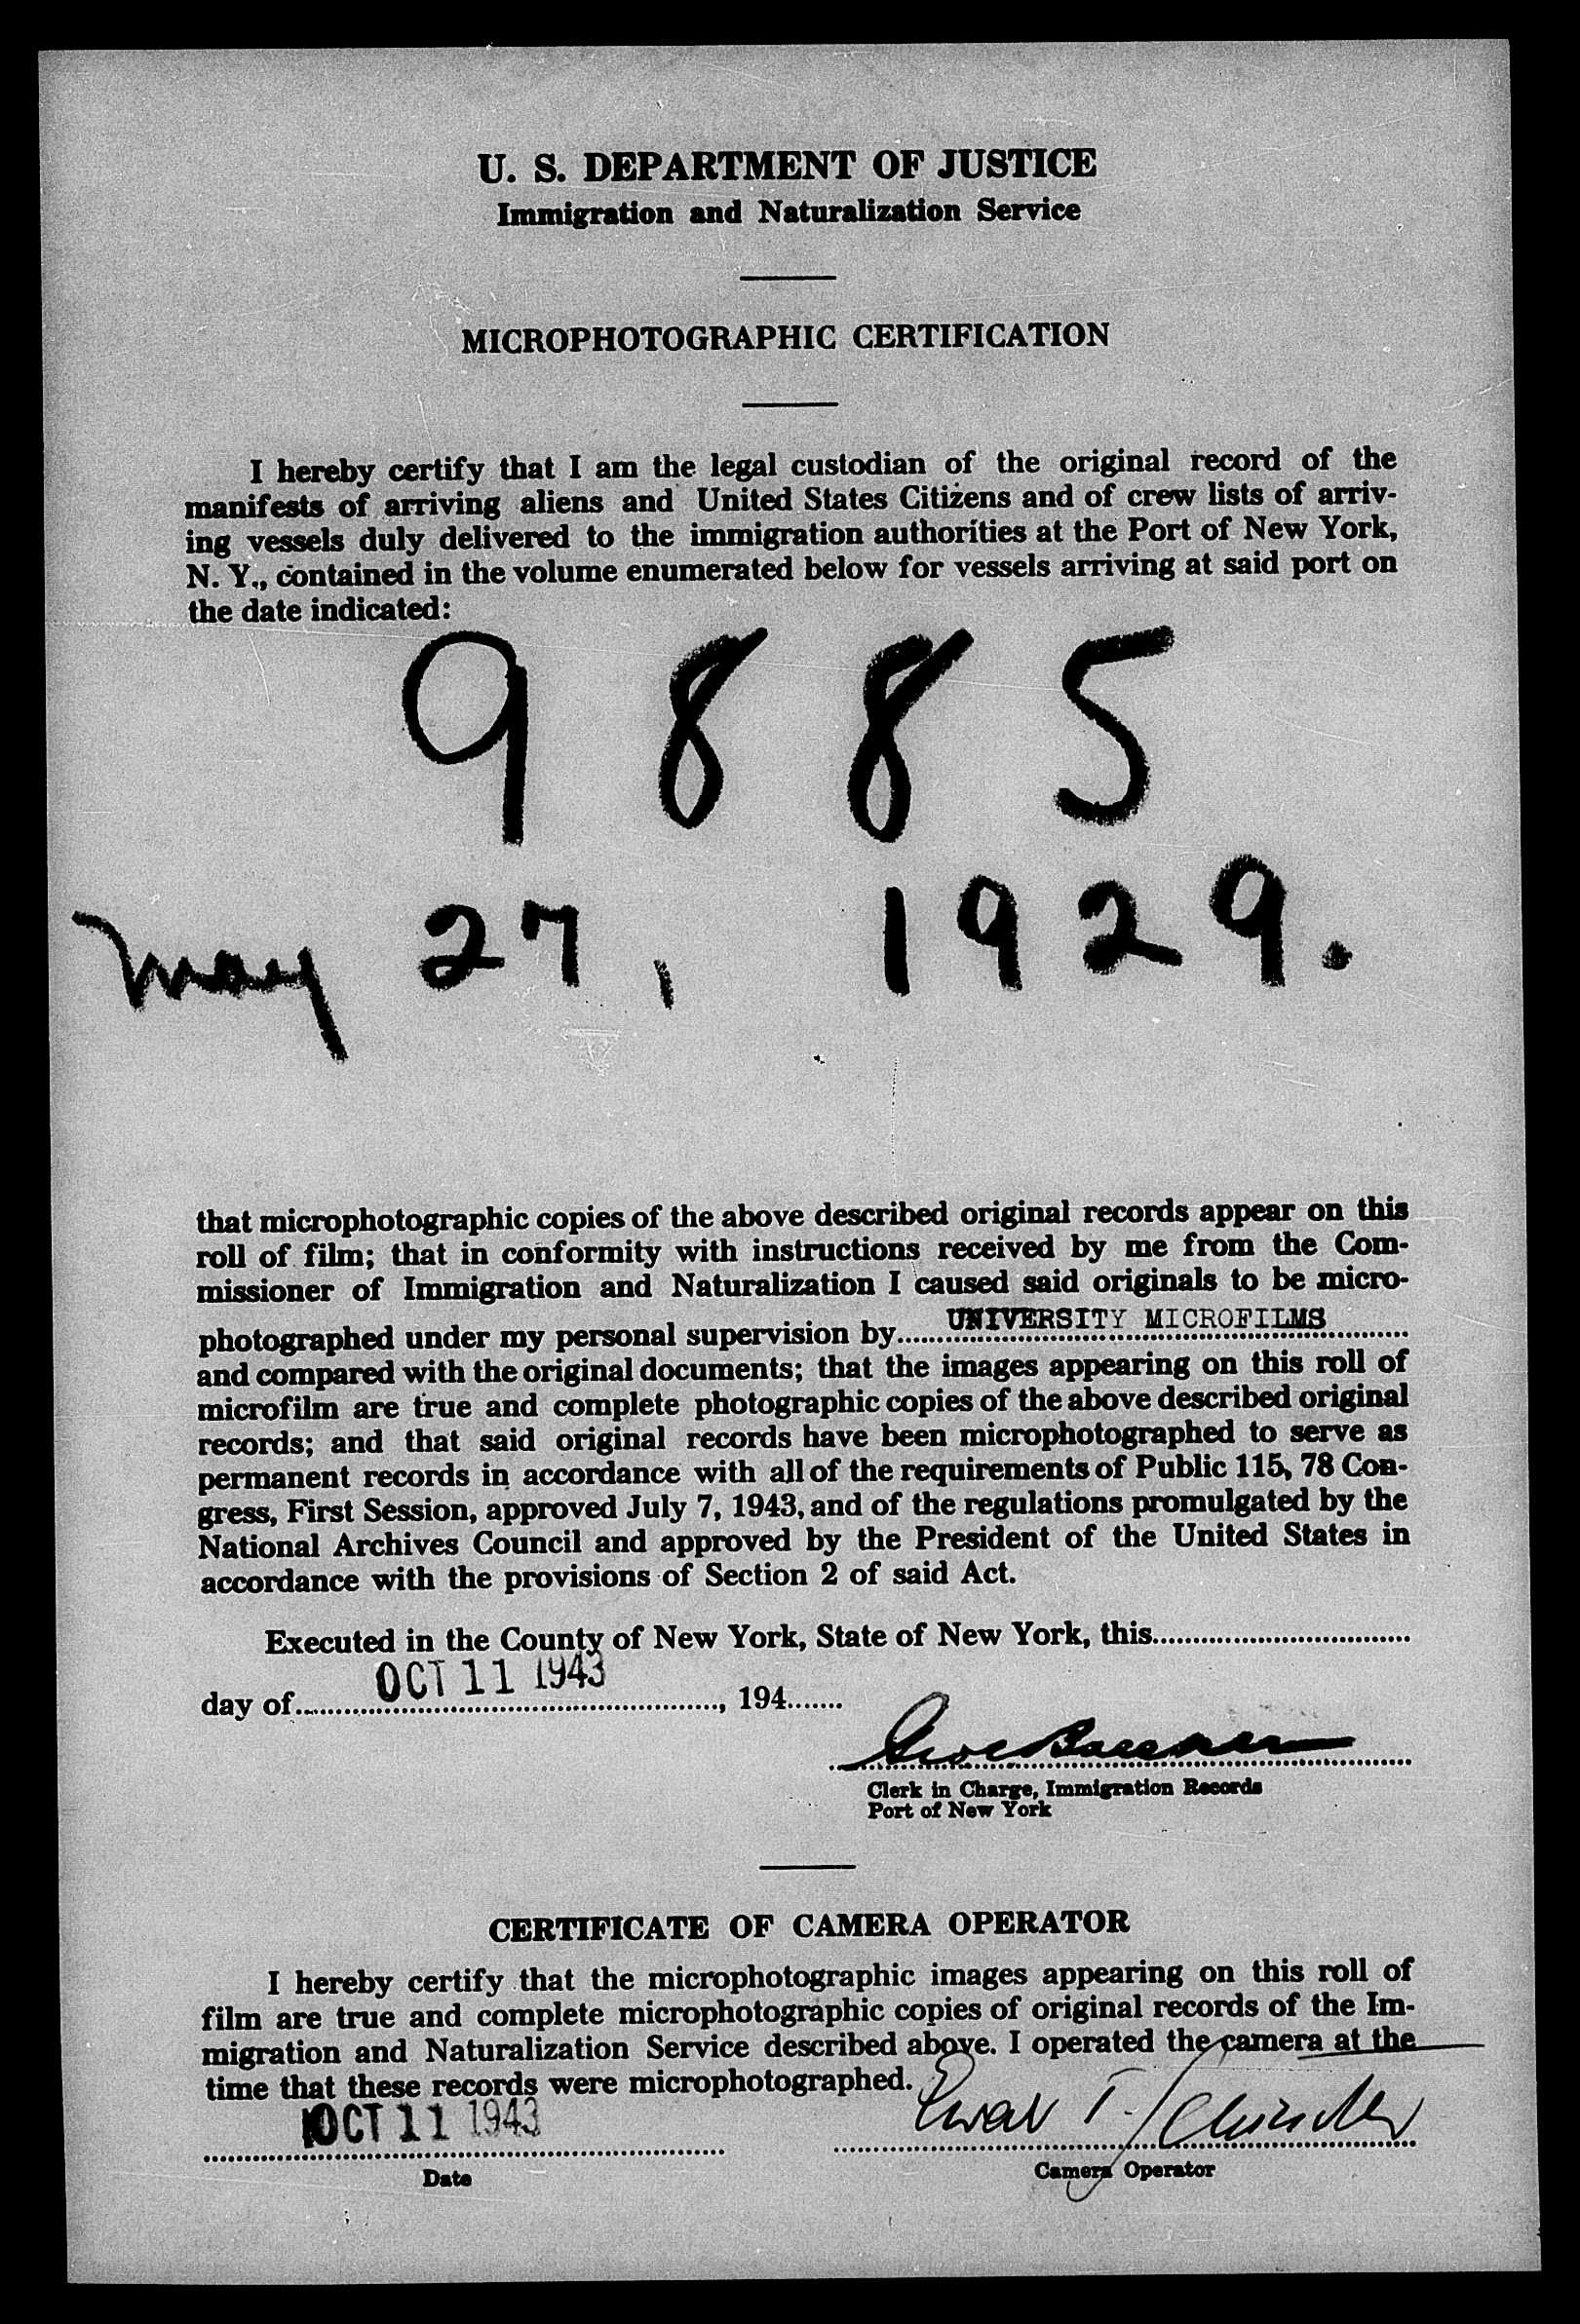 U. S. DEPARTMENT OF JUSTICE
Immigration and Naturalization Service
MICROPHOTOGRAPHIC CERTIFICATION
I hereby certify that I am the legal custodian of the original record of the
manifests of arriving aliens and United States Citizens and of crew lists of arriv-
ing vessels duly delivered to the immigration authorities at the Port of New York,
N. Y., contained in the volume enumerated below for vessels arriving at said port on
the date indicated:
9885
May 27, 1929.
that microphotographic copies of the above described original records appear on this
roll of film; that in conformity with instructions received by me from the Com-
missioner of Immigration and Naturalization I caused said originals to be micro-
photographed under my personal supervision by UNIVERSITY MICROFILMS
and compared with the original documents; that the images appearing on this roll of
microfilm are true and complete photographic copies of the above described original
records; and that said original records have been microphotographed to serve as
permanent records in accordance with all of the requirements of Public 115, 78 Con-
gress, First Session, approved July 7, 1943, and of the regulations promulgated by the
National Archives Council and approved by the President of the United States in
accordance with the provisions of Section 2 of said Act.
Executed in the County of New York, State of New York, this
day of OCT 11 1943, 194
Clerk in Charge, Immigration Records
Port of New York
CERTIFICATE OF CAMERA OPERATOR
I hereby certify that the microphotographic images appearing on this roll of
film are true and complete microphotographic copies of original records of the Im-
migration and Naturalization Service described above. I operated the camera at the
time that these records were microphotographed.
OCT 11 1943
Date
Camera Operator